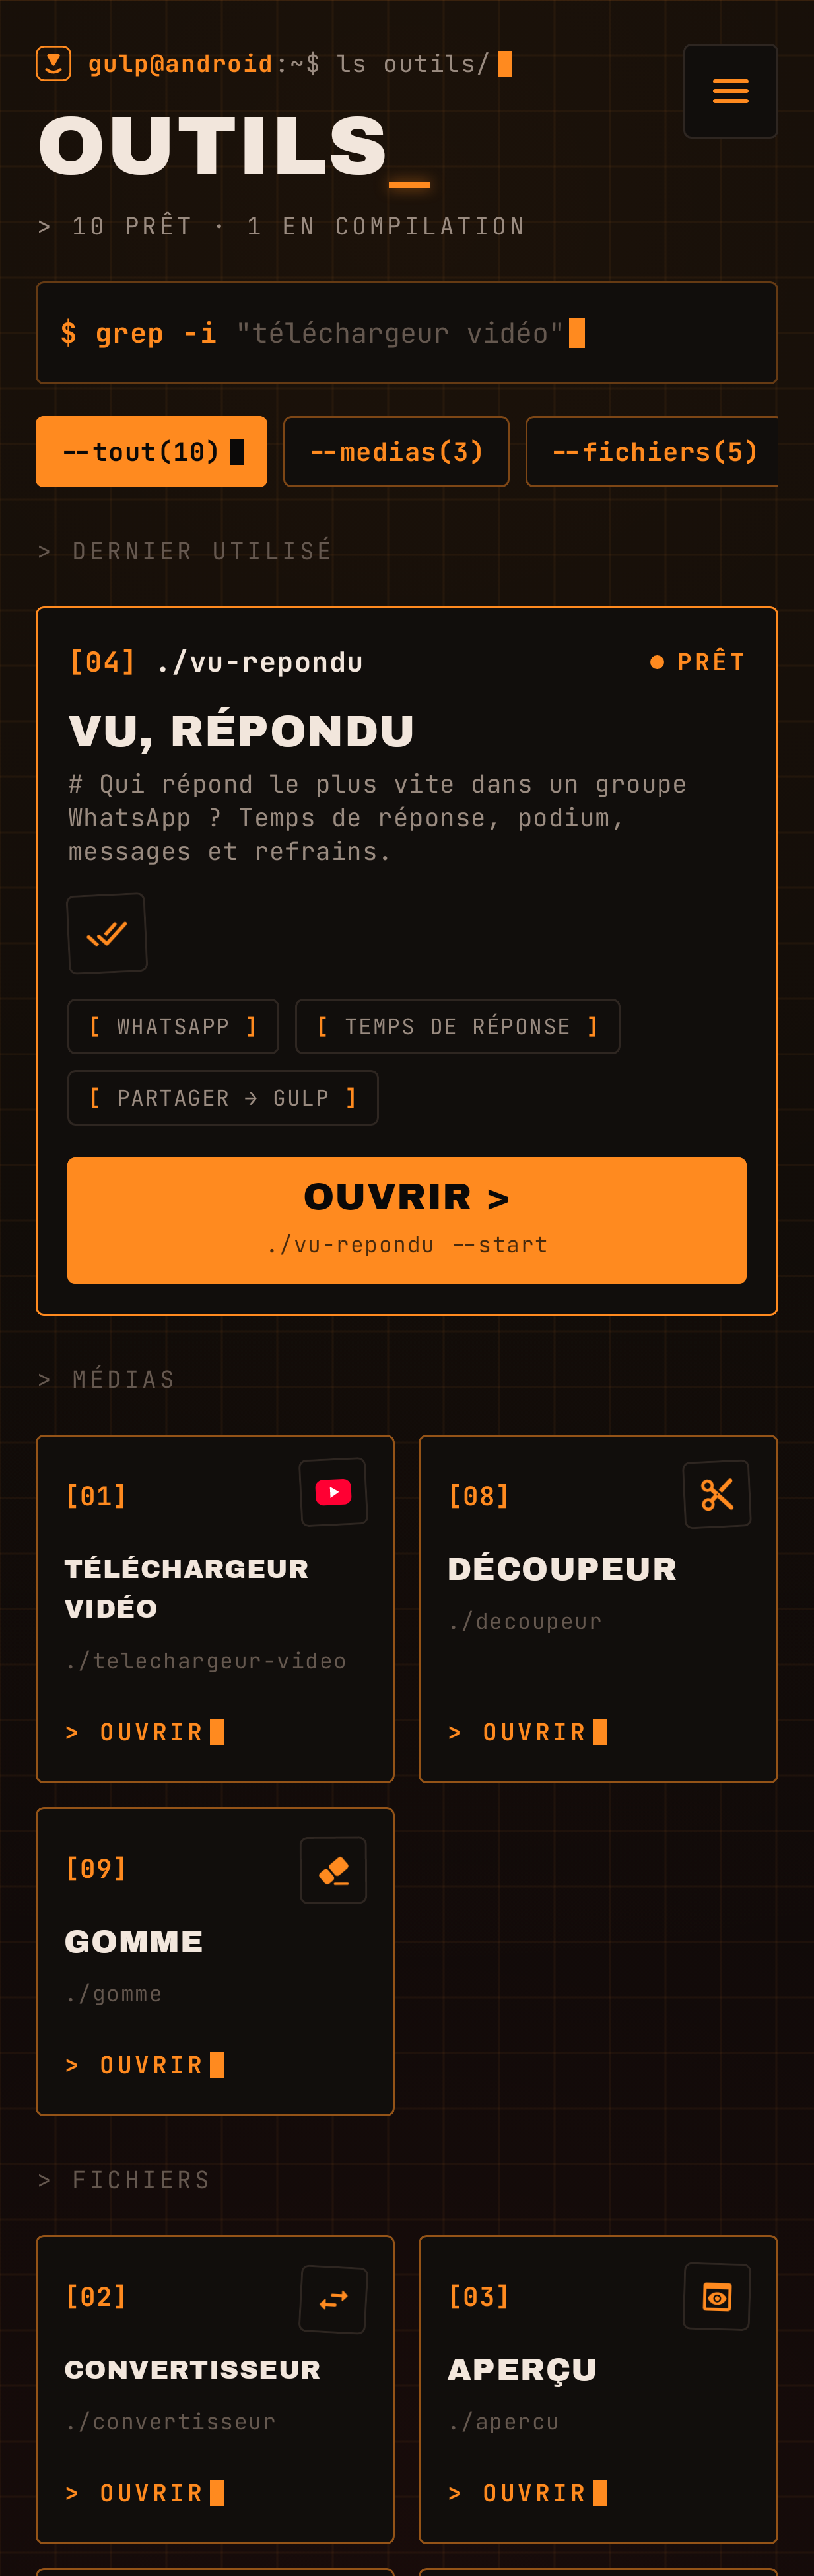 gulp@android:~$ ls outils/
OUTILS_
> 10 PRÊT · 1 EN COMPILATION
$ grep -i "téléchargeur vidéo"
--tout(10) --medias(3) --fichiers(5)
> DERNIER UTILISÉ
[04] ./vu-repondu
PRÊT
VU, RÉPONDU
# Qui répond le plus vite dans un groupe
WhatsApp ? Temps de réponse, podium,
messages et refrains.
[ WHATSAPP ] [ TEMPS DE RÉPONSE ]
[ PARTAGER → GULP ]
OUVRIR >
./vu-repondu --start
> MÉDIAS
[01]
TÉLÉCHARGEUR
VIDÉO
./telechargeur-video
> OUVRIR
[08]
DÉCOUPEUR
./decoupeur
> OUVRIR
[09]
GOMME
./gomme
> OUVRIR
> FICHIERS
[02]
CONVERTISSEUR
./convertisseur
> OUVRIR
[03]
APERÇU
./apercu
> OUVRIR